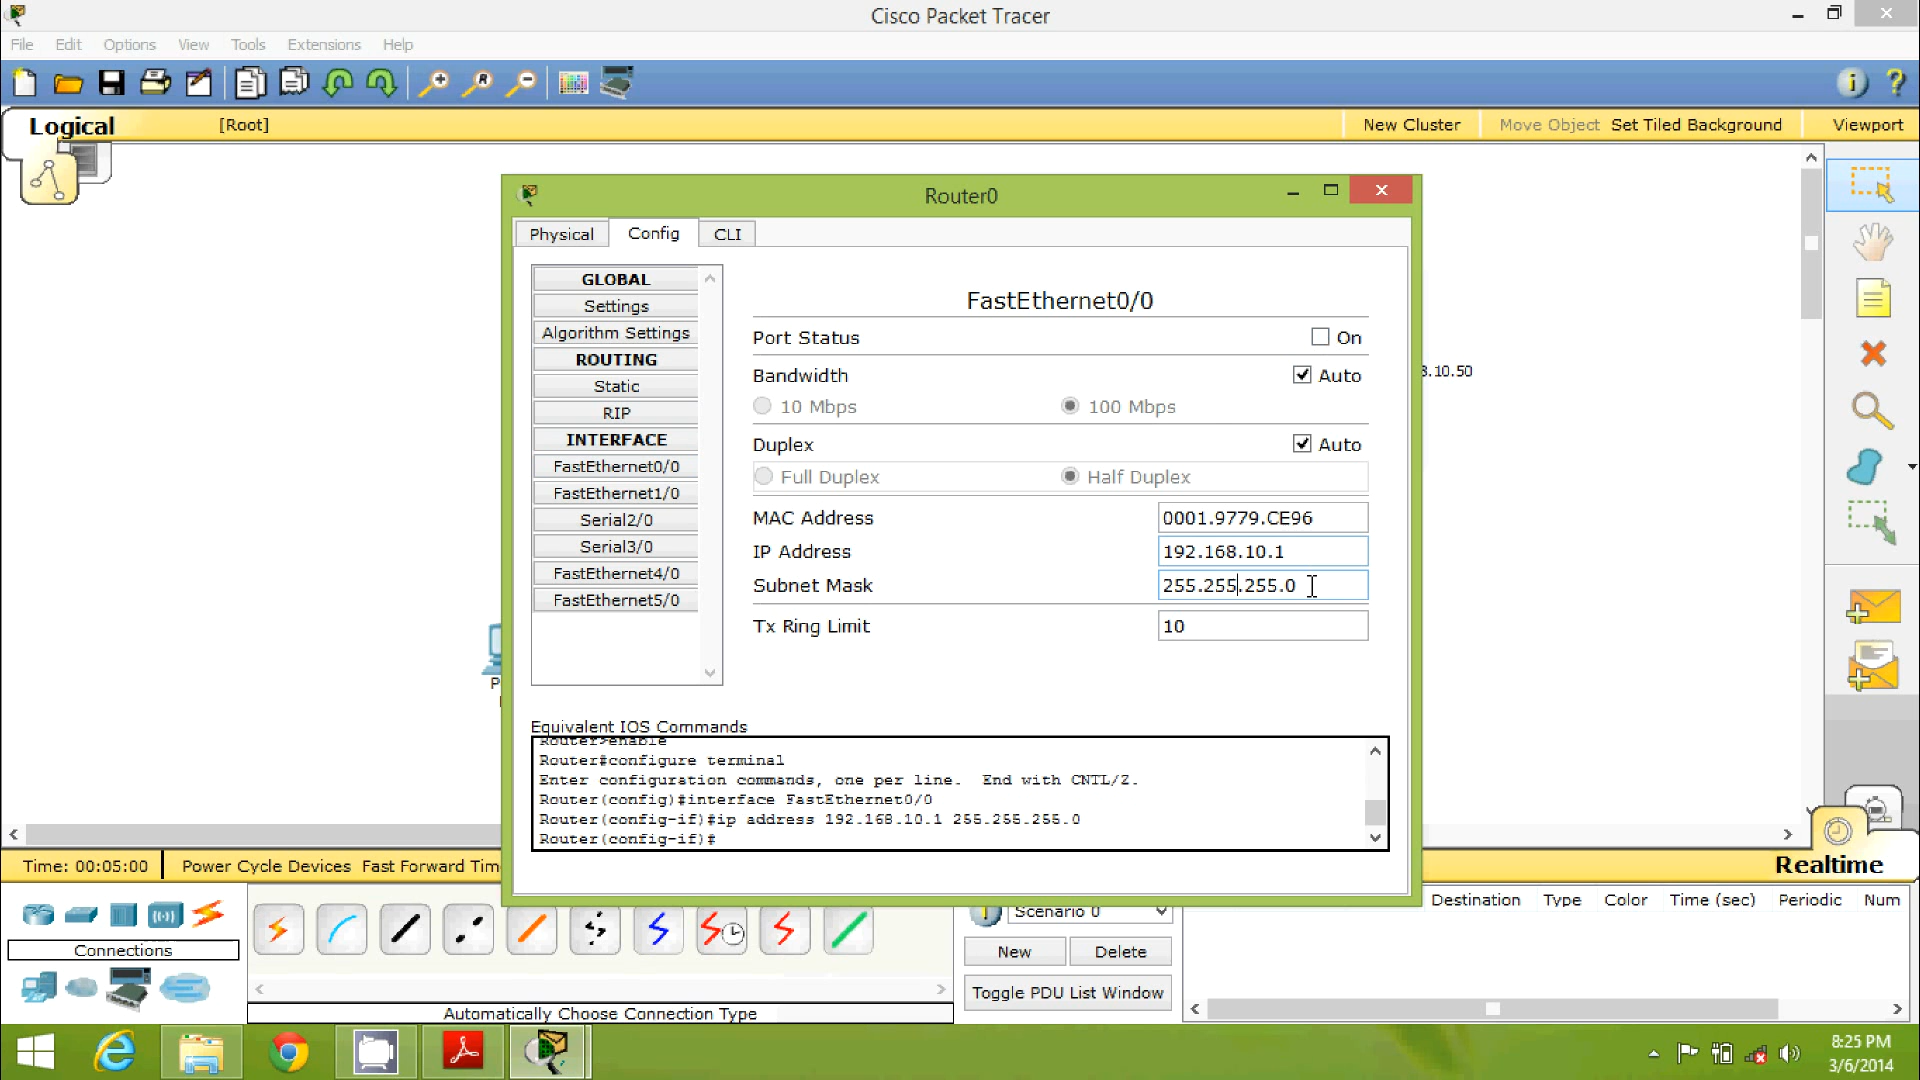 Cisco Packet Tracer
File Edit Options View Tools Extensions Help
Logical [Root] New Cluster Move Object Set Tiled Background Viewport
Router0
Physical Config CLI
GLOBAL
Settings
Algorithm Settings
ROUTING
Static
RIP
INTERFACE
FastEthernet0/0
FastEthernet1/0
Serial2/0
Serial3/0
FastEthernet4/0
FastEthernet5/0
FastEthernet0/0
Port Status On
Bandwidth Auto
10 Mbps 100 Mbps
Duplex Auto
Full Duplex Half Duplex
MAC Address 0001.9779.CE96
IP Address 192.168.10.1
Subnet Mask 255.255.255.0
Tx Ring Limit 10
.10.50
Equivalent IOS Commands
Router>enable
Router#configure terminal
Enter configuration commands, one per line. End with CNTL/Z.
Router(config)#interface FastEthernet0/0
Router(config-if)#ip address 192.168.10.1 255.255.255.0
Router(config-if)#
Time: 00:05:00 Power Cycle Devices Fast Forward Tim
Realtime
Connections
Automatically Choose Connection Type
Scenario 0
New Delete
Toggle PDU List Window
Destination Type Color Time (sec) Periodic Num
8:25 PM
3/6/2014